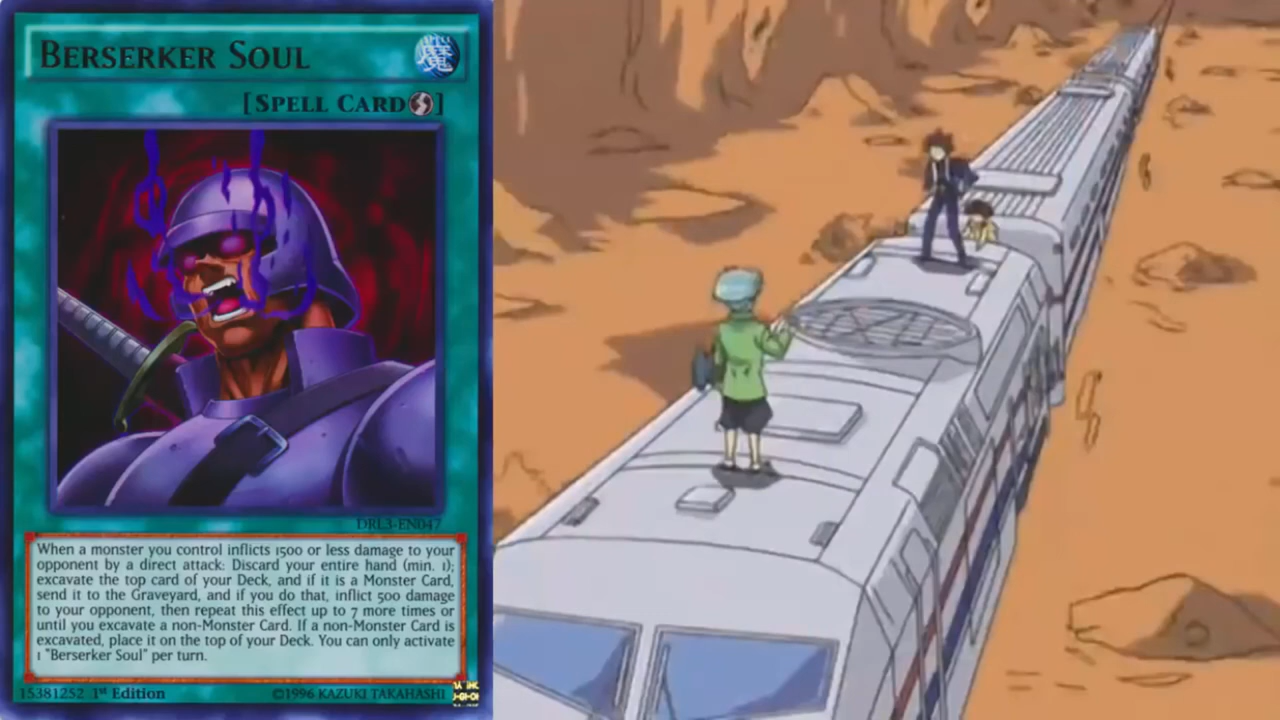 BERSERKER SOUL
魔
[SPELL CARD]
DRL3-EN047
When a monster you control inflicts 1500 or less damage to your
opponent by a direct attack: Discard your entire hand (min. 1);
excavate the top card of your Deck, and if it is a Monster Card,
send it to the Graveyard, and if you do that, inflict 500 damage
to your opponent, then repeat this effect up to 7 more times or
until you excavate a non-Monster Card. If a non-Monster Card is
excavated, place it on the top of your Deck. You can only activate
1 "Berserker Soul" per turn.
15381252 1st Edition ©1996 KAZUKI TAKAHASHI